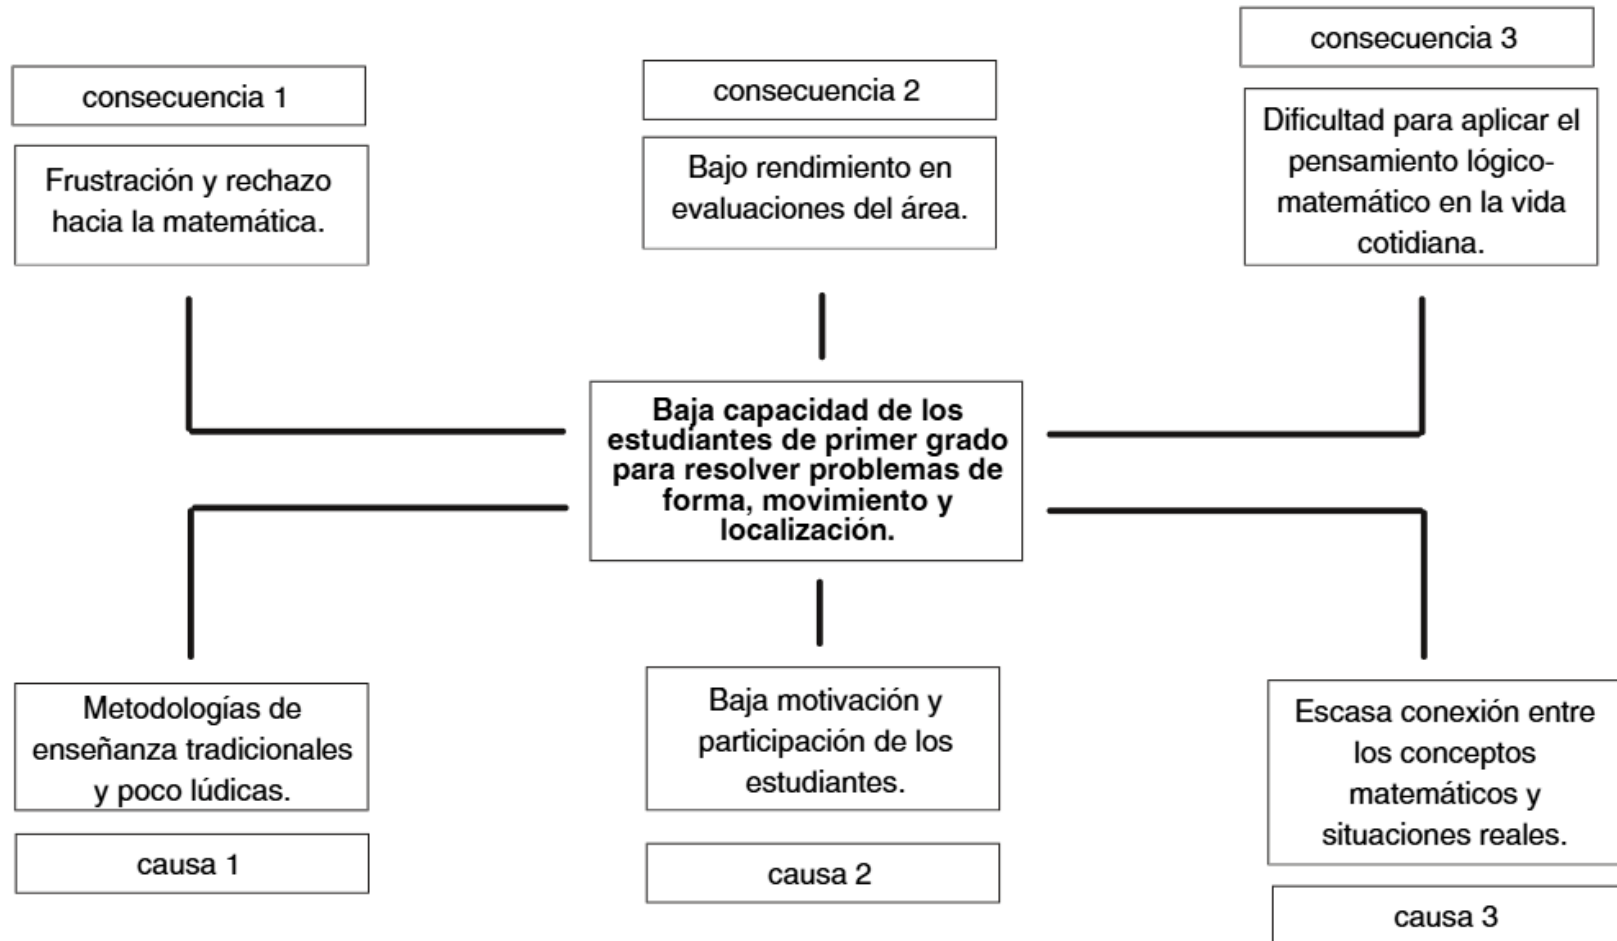 consecuencia 1
Frustración y rechazo
hacia la matemática.
consecuencia 2
Bajo rendimiento en
evaluaciones del área.
consecuencia 3
Dificultad para aplicar el
pensamiento lógico-
matemático en la vida
cotidiana.
Baja capacidad de los
estudiantes de primer grado
para resolver problemas de
forma, movimiento y
localización.
Metodologías de
enseñanza tradicionales
y poco lúdicas.
causa 1
Baja motivación y
participación de los
estudiantes.
causa 2
Escasa conexión entre
los conceptos
matemáticos y
situaciones reales.
causa 3